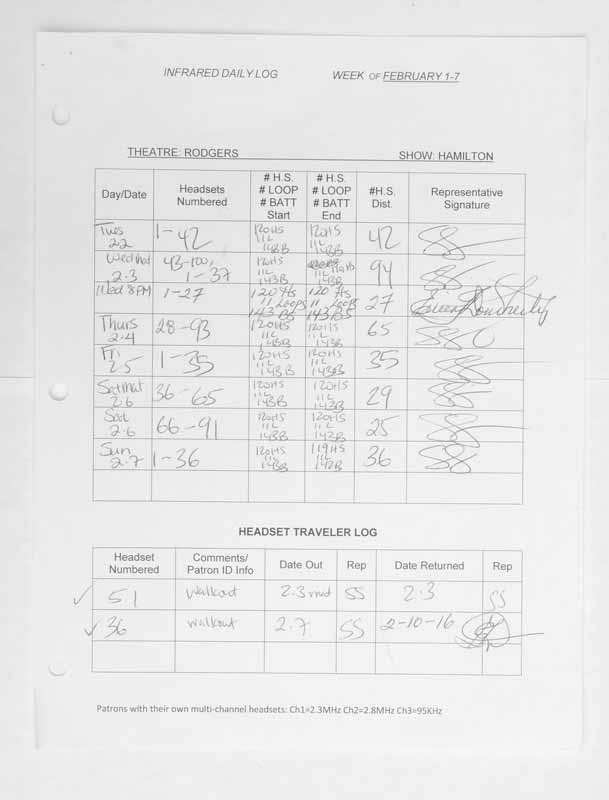 INFRARED DAILY LOG WEEK OF FEBRUARY 1-7
THEATRE: RODGERS SHOW: HAMILTON
Day/Date Headsets Numbered # H.S. # LOOP # BATT Start # H.S. # LOOP # BATT End #H.S. Dist. Representative Signature
Tues 2.2 1-42 120HS 11L 143B 120HS 11L 143B 42 SS
Wed mat 2.3 43-100, 1-37 120HS 11L 143B 119HS 11L 143B 94 SS
Wed 8PM 1-27 120 HS 11 Loops 143 BS 120 HS 11 Loop 143 BS 27
Thurs 2.4 28-93 120HS 11L 143B 120HS 11L 143B 65 SS
Fri 2.5 1-35 120HS 11L 143B 120HS 11L 143B 35 SS
Sat mat 2.6 36-65 120HS 11L 143B 120HS 11L 143B 29 SS
Sat 2.6 66-91 120HS 11L 143B 120HS 11L 143B 25 SS
Sun 2.7 1-36 120HS 11L 143B 119HS 11L 142B 36 SS
HEADSET TRAVELER LOG
Headset Numbered Comments/ Patron ID Info Date Out Rep Date Returned Rep
51 walkout 2.3 mat SS 2.3 SS
36 walkout 2.7 SS 2-10-16
Patrons with their own multi-channel headsets: Ch1=2.3MHz Ch2=2.8MHz Ch3=95KHz